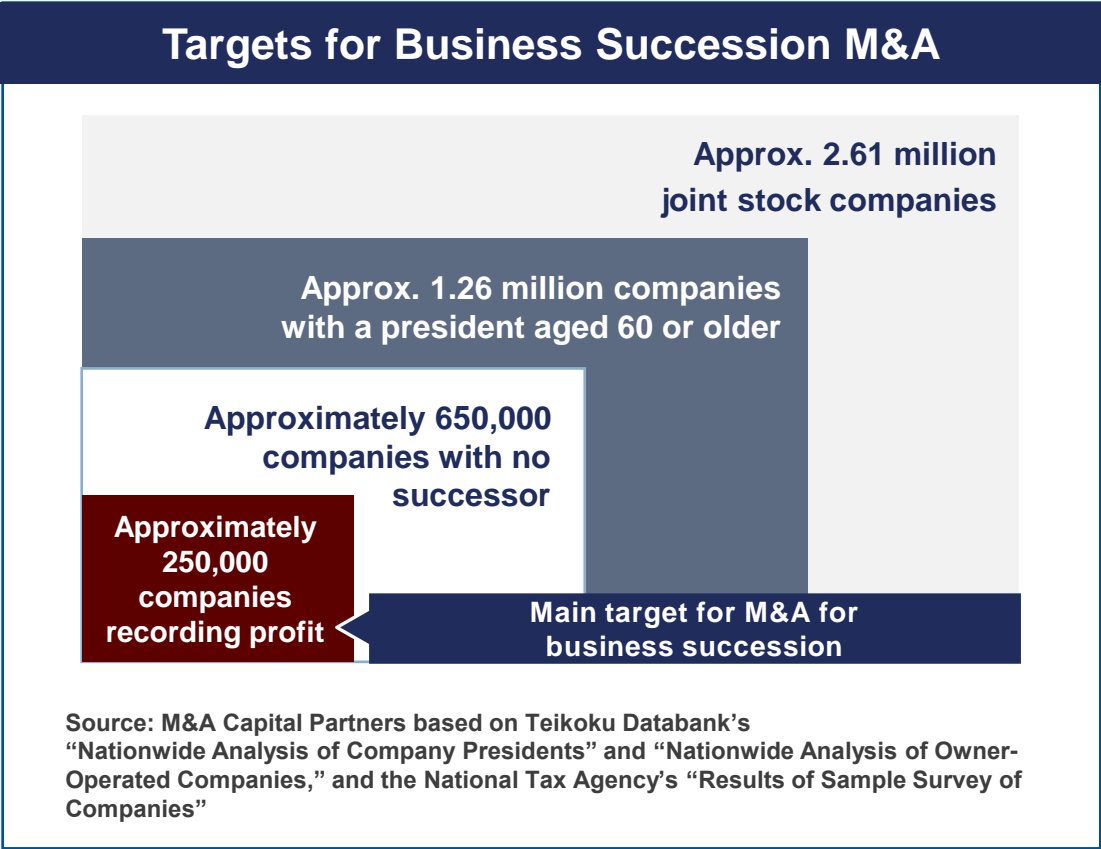 Targets for Business Succession M&A
Approx. 2.61 million
joint stock companies
Approx. 1.26 million companies
with a president aged 60 or older
Approximately 650,000
companies with no
successor
Approximately
250,000
companies
recording profit
Main target for M&A for
business succession
Source: M&A Capital Partners based on Teikoku Databank’s
“Nationwide Analysis of Company Presidents” and “Nationwide Analysis of Owner-
Operated Companies,” and the National Tax Agency’s “Results of Sample Survey of
Companies”